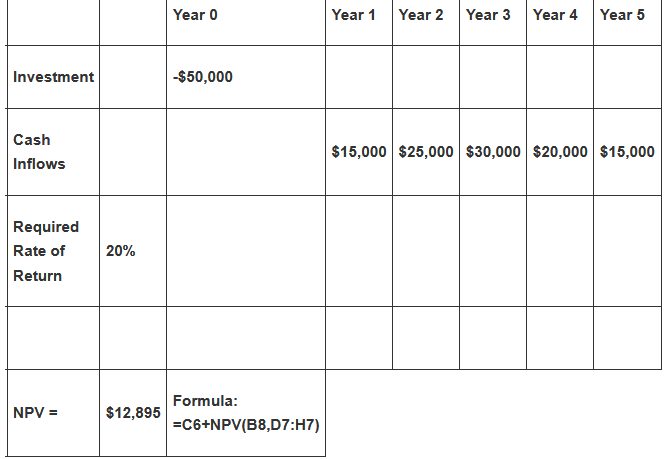 Year 0 Year 1 Year 2 Year 3 Year 4 Year 5
Investment -$50,000
Cash
Inflows
$15,000 $25,000 $30,000 $20,000 $15,000
Required
Rate of
Return
20%
NPV = $12,895
Formula:
=C6+NPV(B8,D7:H7)